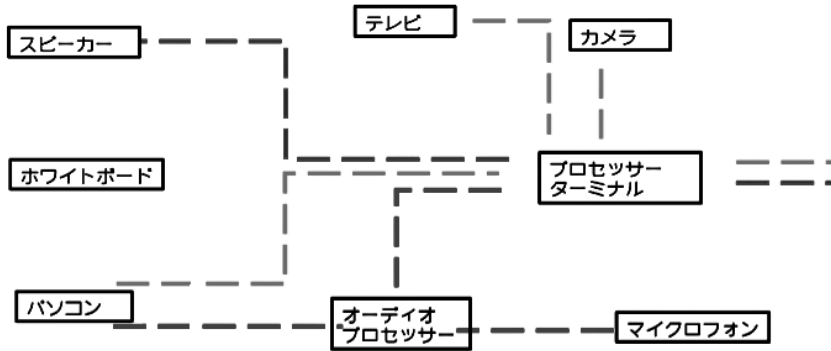 テレビ
カメラ
スピーカー
プロセッサー
ターミナル
ホワイトボード
パソコン
オーディオ
プロセッサー
マイクロフォン